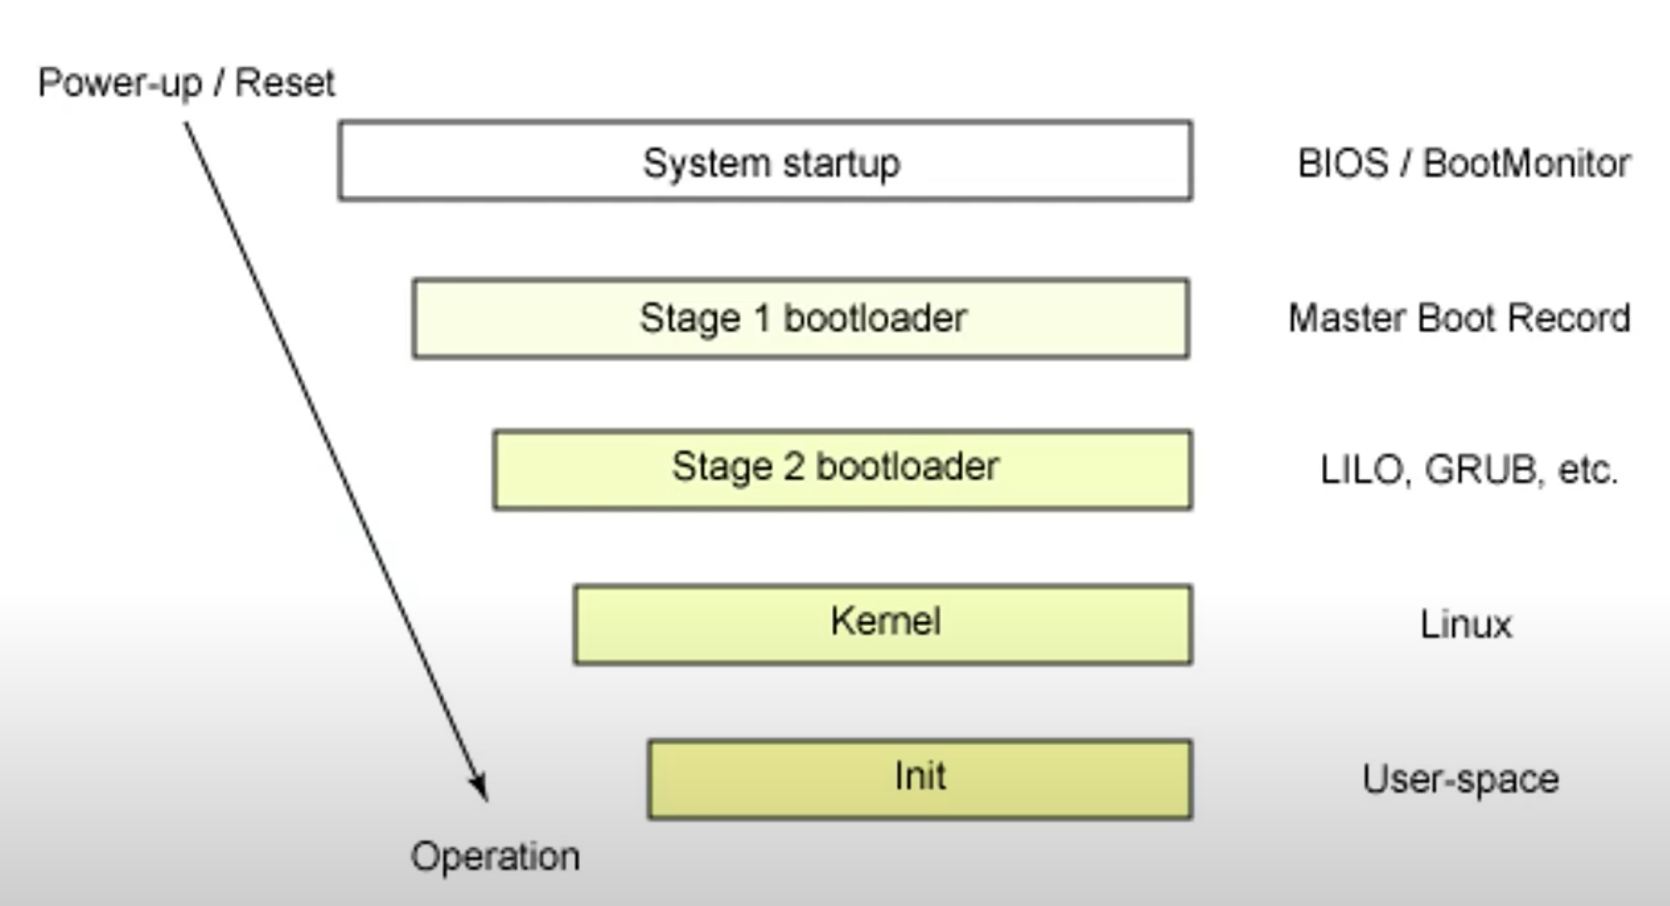 Power-up / Reset
System startup
BIOS / BootMonitor
Stage 1 bootloader
Master Boot Record
Stage 2 bootloader
LILO, GRUB, etc.
Kernel
Linux
Init
User-space
Operation